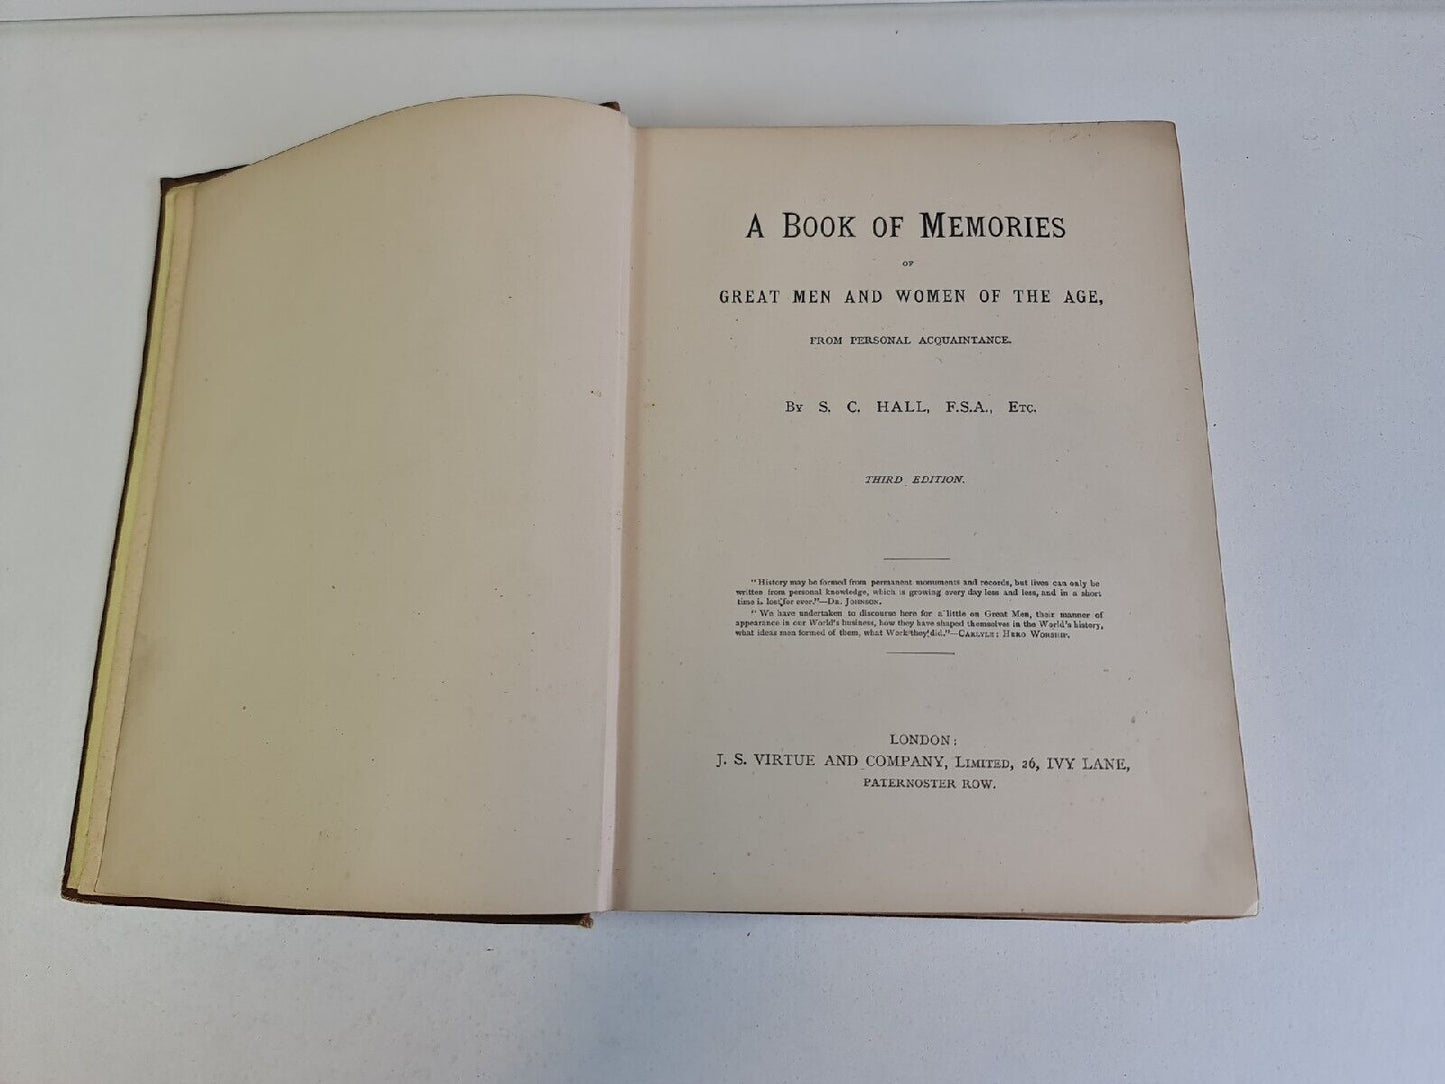 A BOOK OF MEMORIES
OF
GREAT MEN AND WOMEN OF THE AGE,
FROM PERSONAL ACQUAINTANCE.
BY S. C. HALL, F.S.A., ETC.
THIRD EDITION.
"History may be formed from permanent monuments and records, but lives can only be
written from personal knowledge, which is growing every day less and less, and in a short
time is lost for ever."—DR. JOHNSON.
"We have undertaken to discourse here for a little on Great Men, their manner of
appearance in our World's business, how they have shaped themselves in the World's history,
what ideas men formed of them, what Work they did."—CARLYLE: HERO WORSHIP.
LONDON:
J. S. VIRTUE AND COMPANY, LIMITED, 26, IVY LANE,
PATERNOSTER ROW.